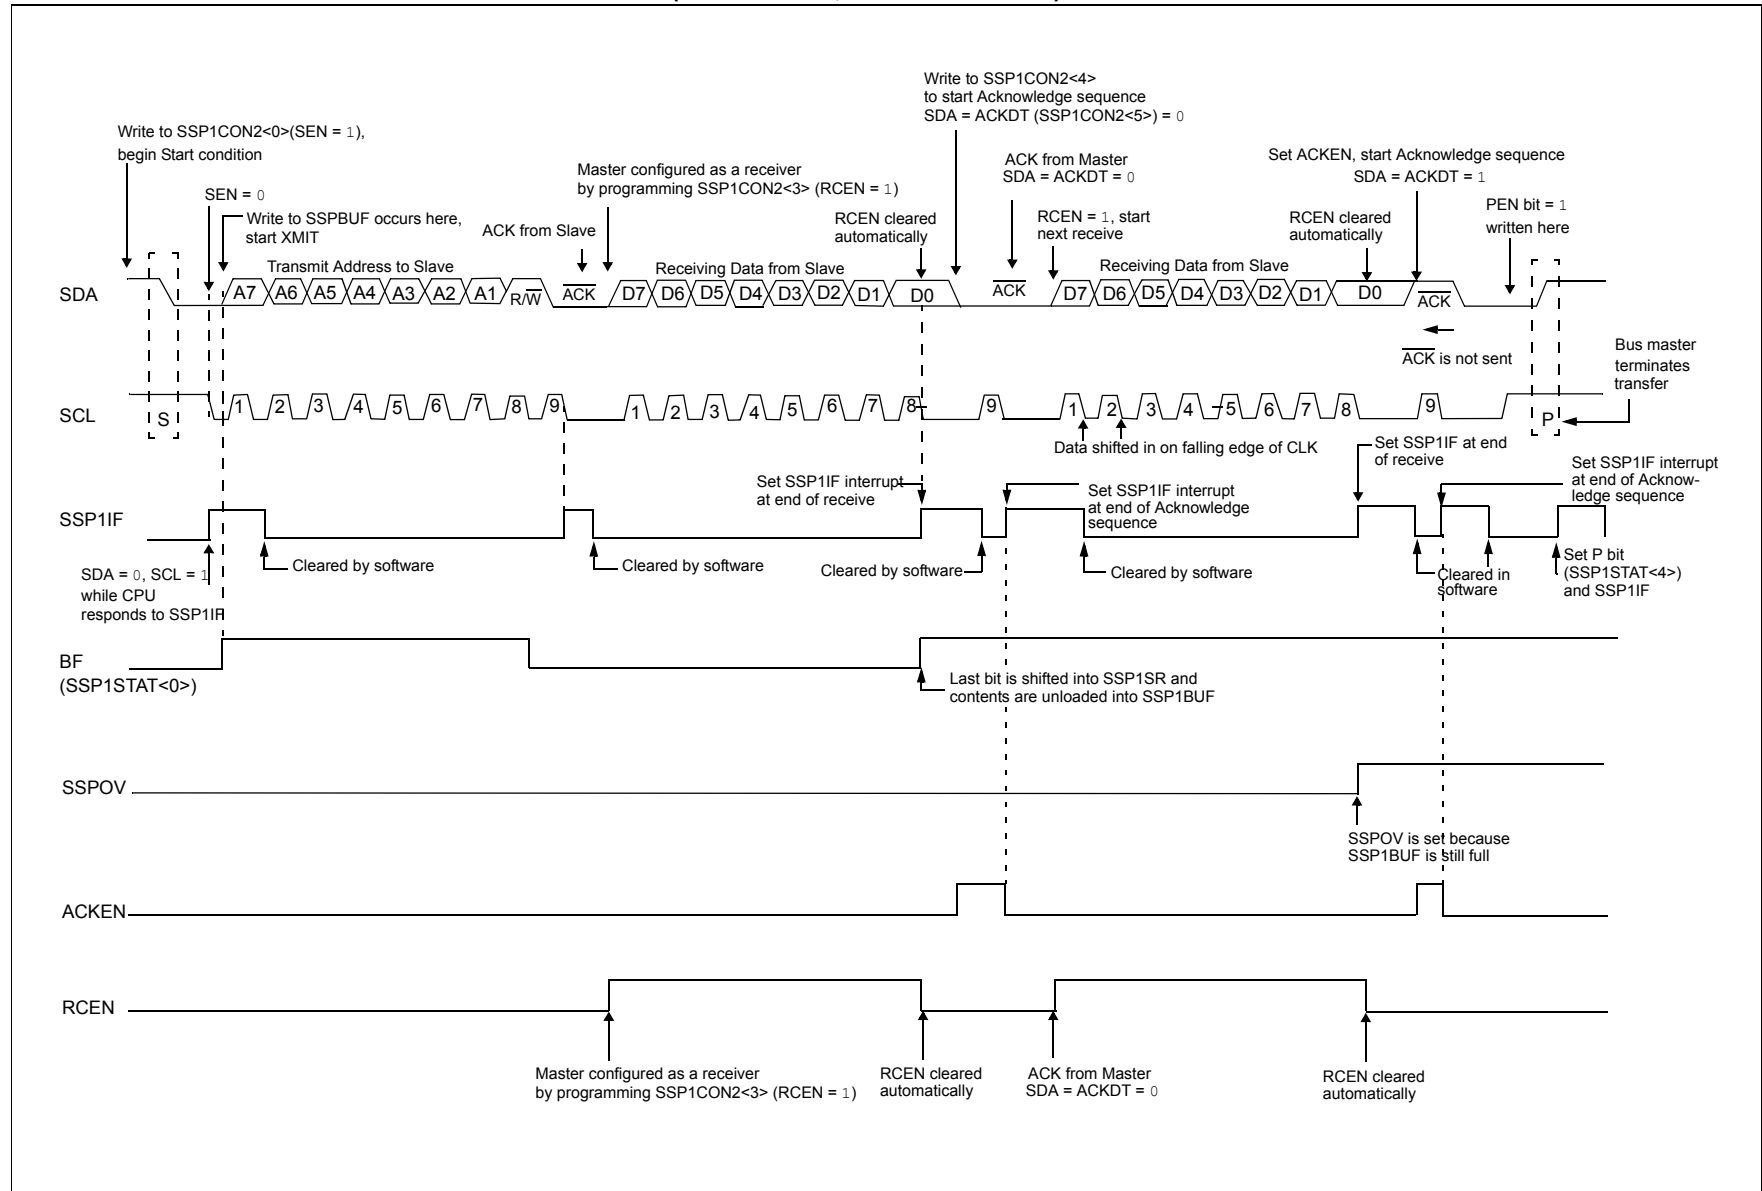 Write to SSP1CON2<4>
to start Acknowledge sequence
SDA = ACKDT (SSP1CON2<5>) = 0
Write to SSP1CON2<0>(SEN = 1),
begin Start condition
Master configured as a receiver
by programming SSP1CON2<3> (RCEN = 1)
ACK from Master
SDA = ACKDT = 0
Set ACKEN, start Acknowledge sequence
SDA = ACKDT = 1
SEN = 0
Write to SSPBUF occurs here,
start XMIT
ACK from Slave
RCEN cleared
automatically
RCEN = 1, start
next receive
RCEN cleared
automatically
PEN bit = 1
written here
Transmit Address to Slave
Receiving Data from Slave
Receiving Data from Slave
SDA
A7 A6 A5 A4 A3 A2 A1 R/W ACK D7 D6 D5 D4 D3 D2 D1 D0 ACK D7 D6 D5 D4 D3 D2 D1 D0 ACK
ACK is not sent
Bus master
terminates
transfer
SCL
S 1 2 3 4 5 6 7 8 9 1 2 3 4 5 6 7 8 9 1 2 3 4 5 6 7 8 9 P
Data shifted in on falling edge of CLK
Set SSP1IF at end
of receive
Set SSP1IF interrupt
at end of receive
Set SSP1IF interrupt
at end of Acknowledge
sequence
Set SSP1IF interrupt
at end of Acknow-
ledge sequence
SSP1IF
SDA = 0, SCL = 1
while CPU
responds to SSP1IF
Cleared by software
Cleared by software
Cleared by software
Cleared by software
Cleared in
software
Set P bit
(SSP1STAT<4>)
and SSP1IF
BF
(SSP1STAT<0>)
Last bit is shifted into SSP1SR and
contents are unloaded into SSP1BUF
SSPOV
SSPOV is set because
SSP1BUF is still full
ACKEN
RCEN
Master configured as a receiver
by programming SSP1CON2<3> (RCEN = 1)
RCEN cleared
automatically
ACK from Master
SDA = ACKDT = 0
RCEN cleared
automatically